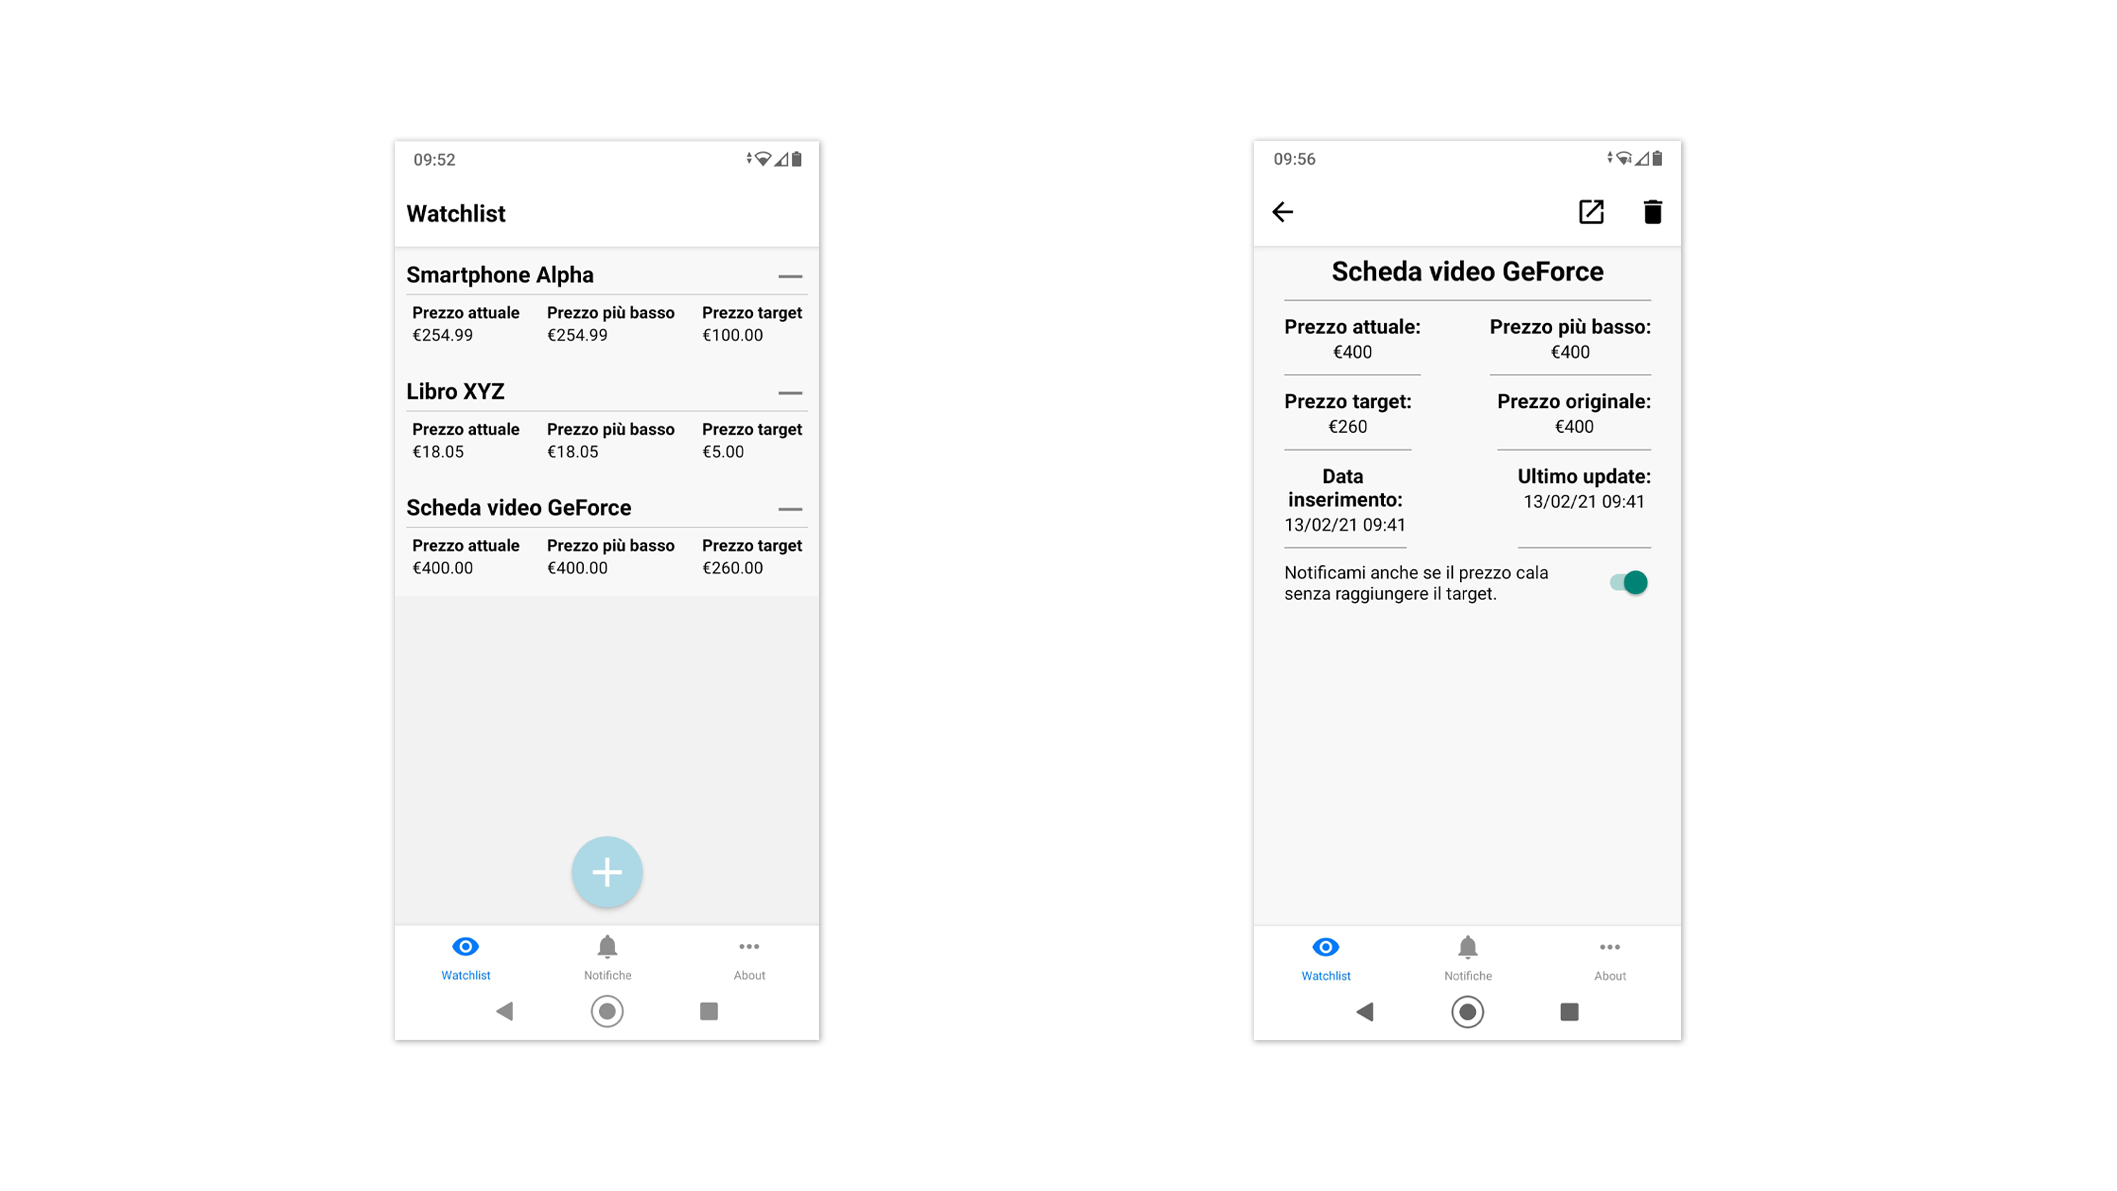 09:52
Watchlist
Smartphone Alpha
Prezzo attuale Prezzo più basso Prezzo target
€254.99 €254.99 €100.00
Libro XYZ
Prezzo attuale Prezzo più basso Prezzo target
€18.05 €18.05 €5.00
Scheda video GeForce
Prezzo attuale Prezzo più basso Prezzo target
€400.00 €400.00 €260.00
Watchlist Notifiche About
09:56
Scheda video GeForce
Prezzo attuale: Prezzo più basso:
€400 €400
Prezzo target: Prezzo originale:
€260 €400
Data
inserimento:
13/02/21 09:41
Ultimo update:
13/02/21 09:41
Notificami anche se il prezzo cala
senza raggiungere il target.
Watchlist Notifiche About